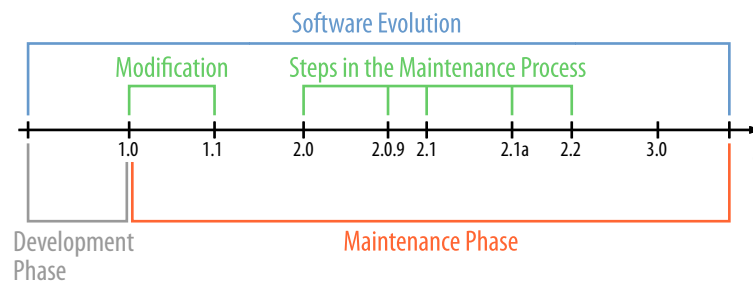 Software Evolution
Modification
Steps in the Maintenance Process
1.0
1.1
2.0
2.0.9
2.1
2.1a
2.2
3.0
Development
Phase
Maintenance Phase